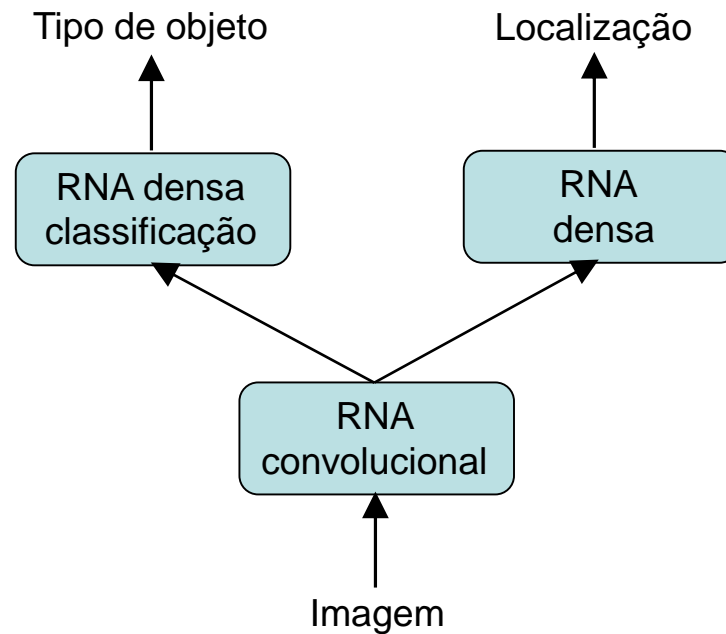 Tipo de objeto
Localização
RNA densa
classificação
RNA
densa
RNA
convolucional
Imagem